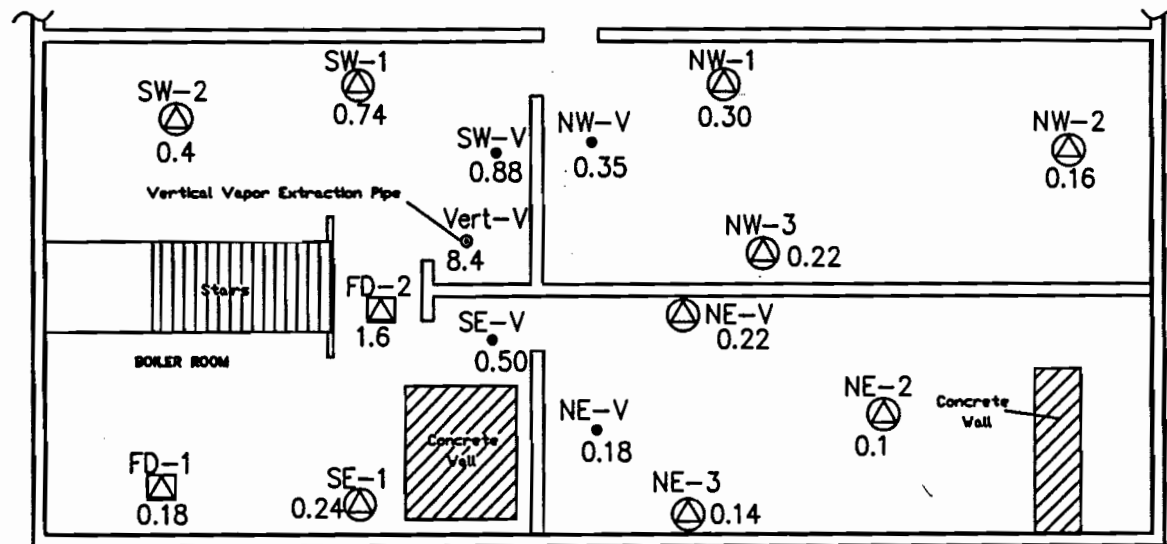 SW-1
0.74
NW-1
0.30
SW-2
0.4
SW-V
0.88
NW-V
0.35
NW-2
0.16
Vertical Vapor Extraction Pipe
Vert-V
8.4
NW-3
0.22
Stairs
FD-2
1.6
SE-V
0.50
NE-V
0.22
BOILER ROOM
NE-2
0.1
Concrete
Wall
Concrete
Wall
NE-V
0.18
FD-1
0.18
SE-1
0.24
NE-3
0.14